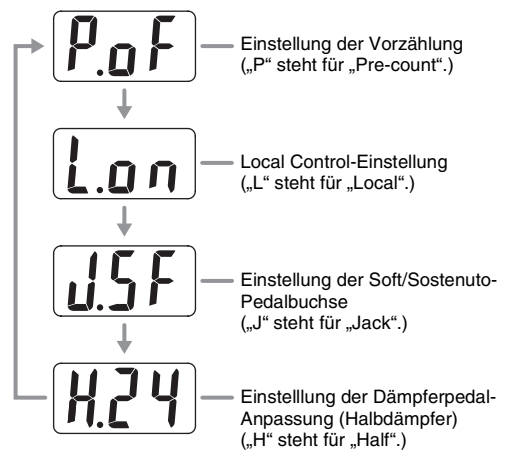 P.oF
Einstellung der Vorzählung
(„P“ steht für „Pre-count“.)
L.on
Local Control-Einstellung
(„L“ steht für „Local“.)
J.SF
Einstellung der Soft/Sostenuto-
Pedalbuchse
(„J“ steht für „Jack“.)
H.24
Einstelllung der Dämpferpedal-
Anpassung (Halbdämpfer)
(„H“ steht für „Half“.)